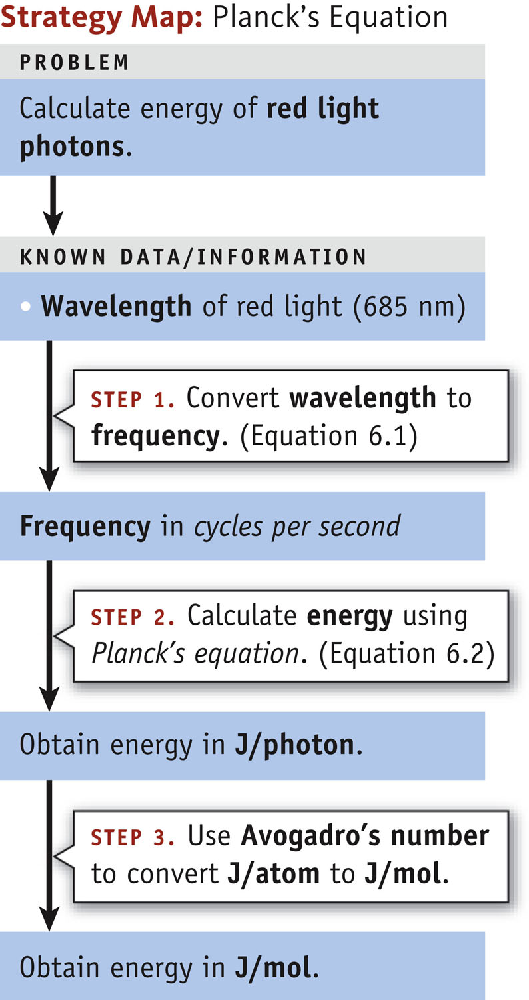 Strategy Map: Planck’s Equation
PROBLEM
Calculate energy of red light
photons.
KNOWN DATA/INFORMATION
• Wavelength of red light (685 nm)
STEP 1. Convert wavelength to
frequency. (Equation 6.1)
Frequency in cycles per second
STEP 2. Calculate energy using
Planck’s equation. (Equation 6.2)
Obtain energy in J/photon.
STEP 3. Use Avogadro’s number
to convert J/atom to J/mol.
Obtain energy in J/mol.